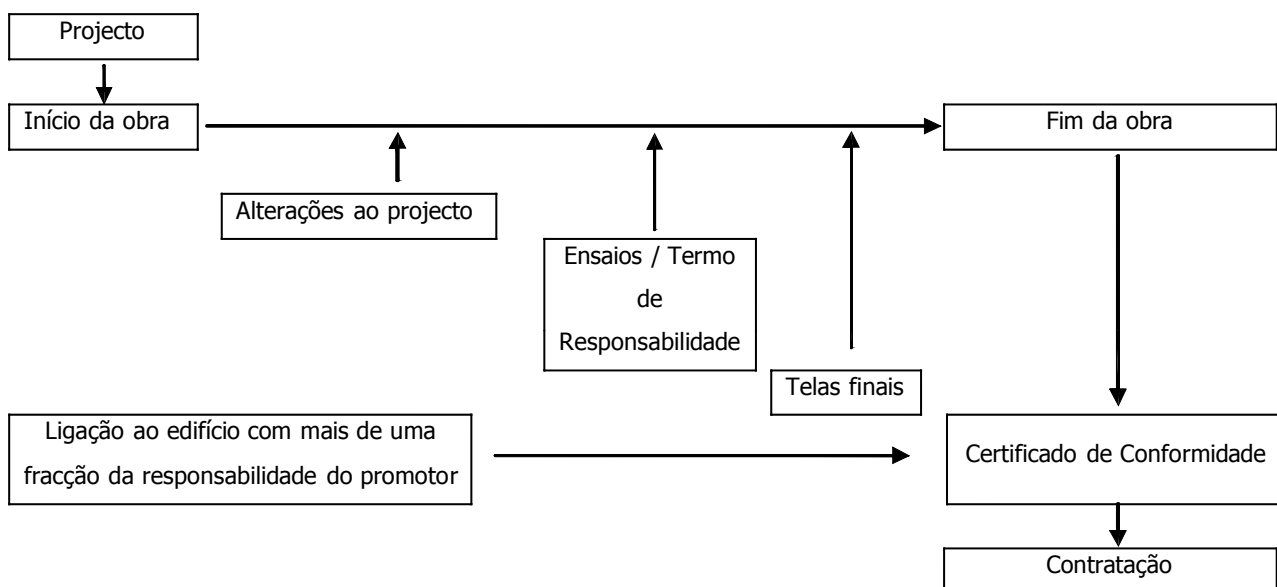 Projecto
Início da obra
Fim da obra
Alterações ao projecto
Ensaios / Termo
de
Responsabilidade
Telas finais
Ligação ao edifício com mais de uma
fracção da responsabilidade do promotor
Certificado de Conformidade
Contratação